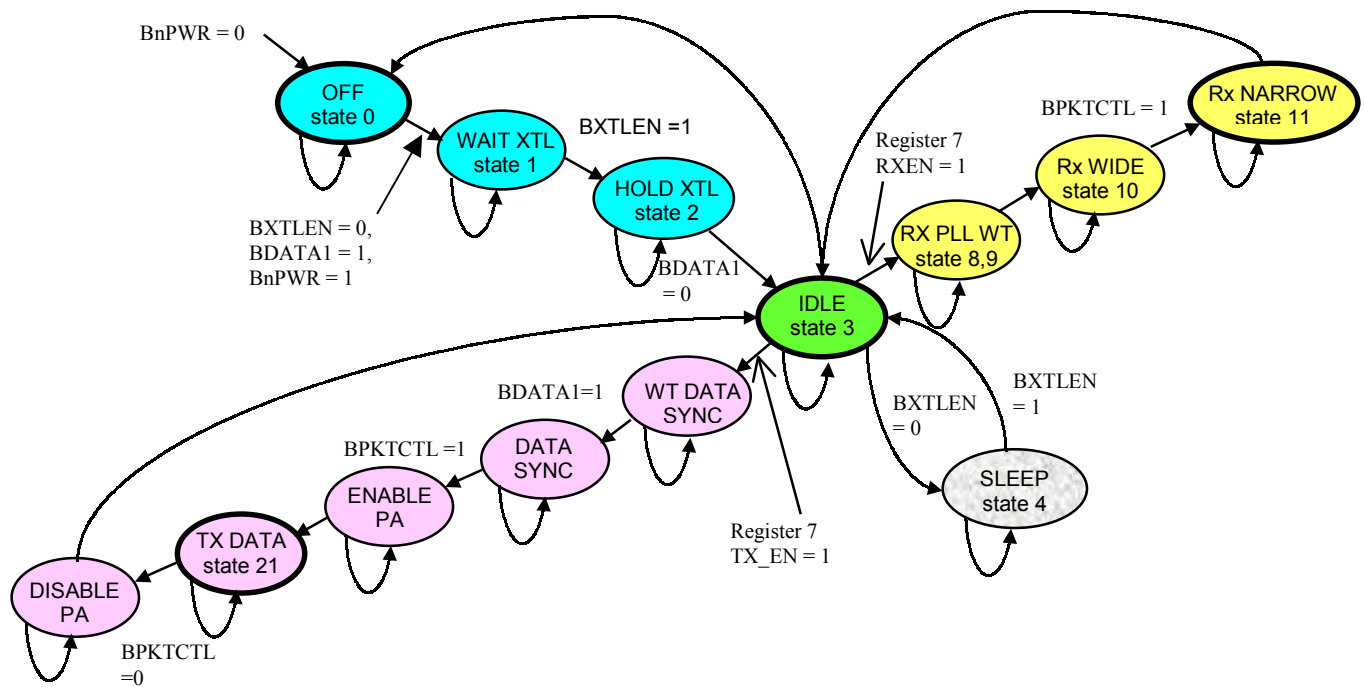 BnPWR = 0
OFF
state 0
WAIT XTL
state 1
BXTLEN =1
HOLD XTL
state 2
BXTLEN = 0,
BDATA1 = 1,
BnPWR = 1
BDATA1
= 0
IDLE
state 3
Register 7
RXEN = 1
RX PLL WT
state 8,9
Rx WIDE
state 10
BPKTCTL = 1
Rx NARROW
state 11
BXTLEN
= 0
BXTLEN
= 1
SLEEP
state 4
Register 7
TX_EN = 1
WT DATA
SYNC
BDATA1=1
DATA
SYNC
BPKTCTL =1
ENABLE
PA
TX DATA
state 21
DISABLE
PA
BPKTCTL
=0